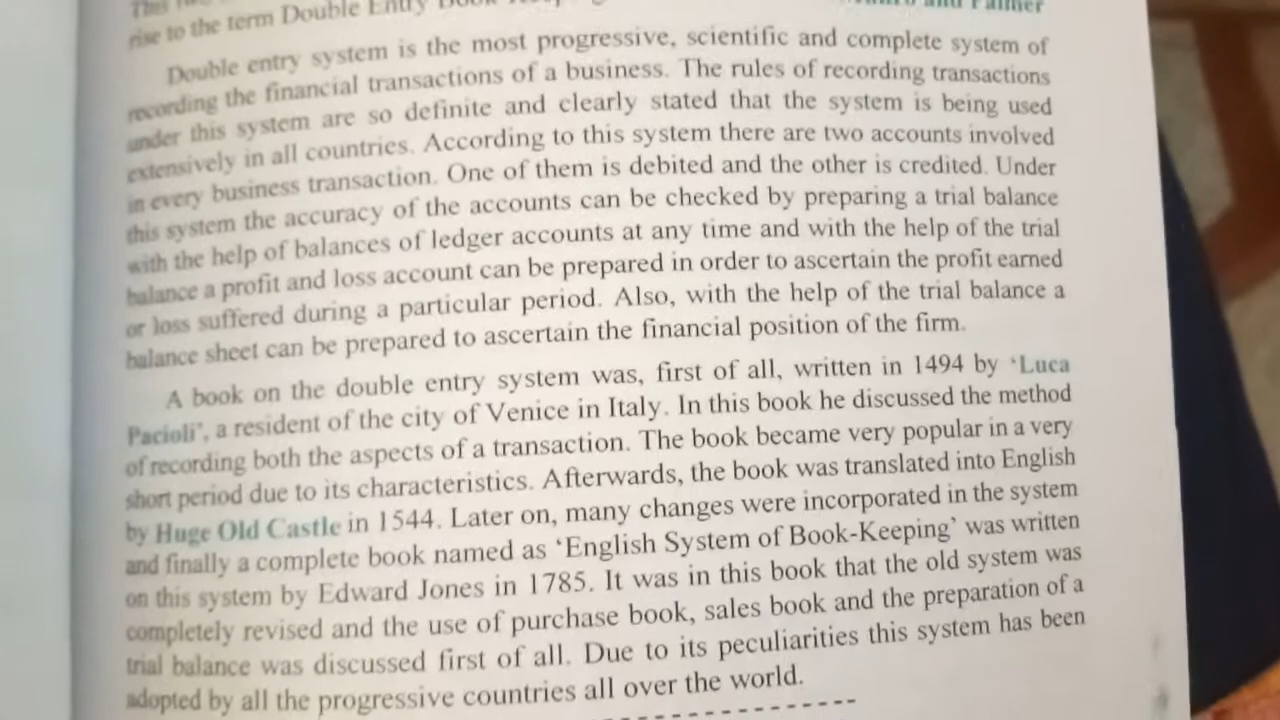 This
rise to the term Double Entry Book
and Palmer
Double entry system is the most progressive, scientific and complete system of
recording the financial transactions of a business. The rules of recording transactions
under this system are so definite and clearly stated that the system is being used
extensively in all countries. According to this system there are two accounts involved
in every business transaction. One of them is debited and the other is credited. Under
this system the accuracy of the accounts can be checked by preparing a trial balance
with the help of balances of ledger accounts at any time and with the help of the trial
balance a profit and loss account can be prepared in order to ascertain the profit earned
or loss suffered during a particular period. Also, with the help of the trial balance a
balance sheet can be prepared to ascertain the financial position of the firm.
A book on the double entry system was, first of all, written in 1494 by ‘Luca
Pacioli’, a resident of the city of Venice in Italy. In this book he discussed the method
of recording both the aspects of a transaction. The book became very popular in a very
short period due to its characteristics. Afterwards, the book was translated into English
by Huge Old Castle in 1544. Later on, many changes were incorporated in the system
and finally a complete book named as ‘English System of Book-Keeping’ was written
on this system by Edward Jones in 1785. It was in this book that the old system was
completely revised and the use of purchase book, sales book and the preparation of a
trial balance was discussed first of all. Due to its peculiarities this system has been
adopted by all the progressive countries all over the world.